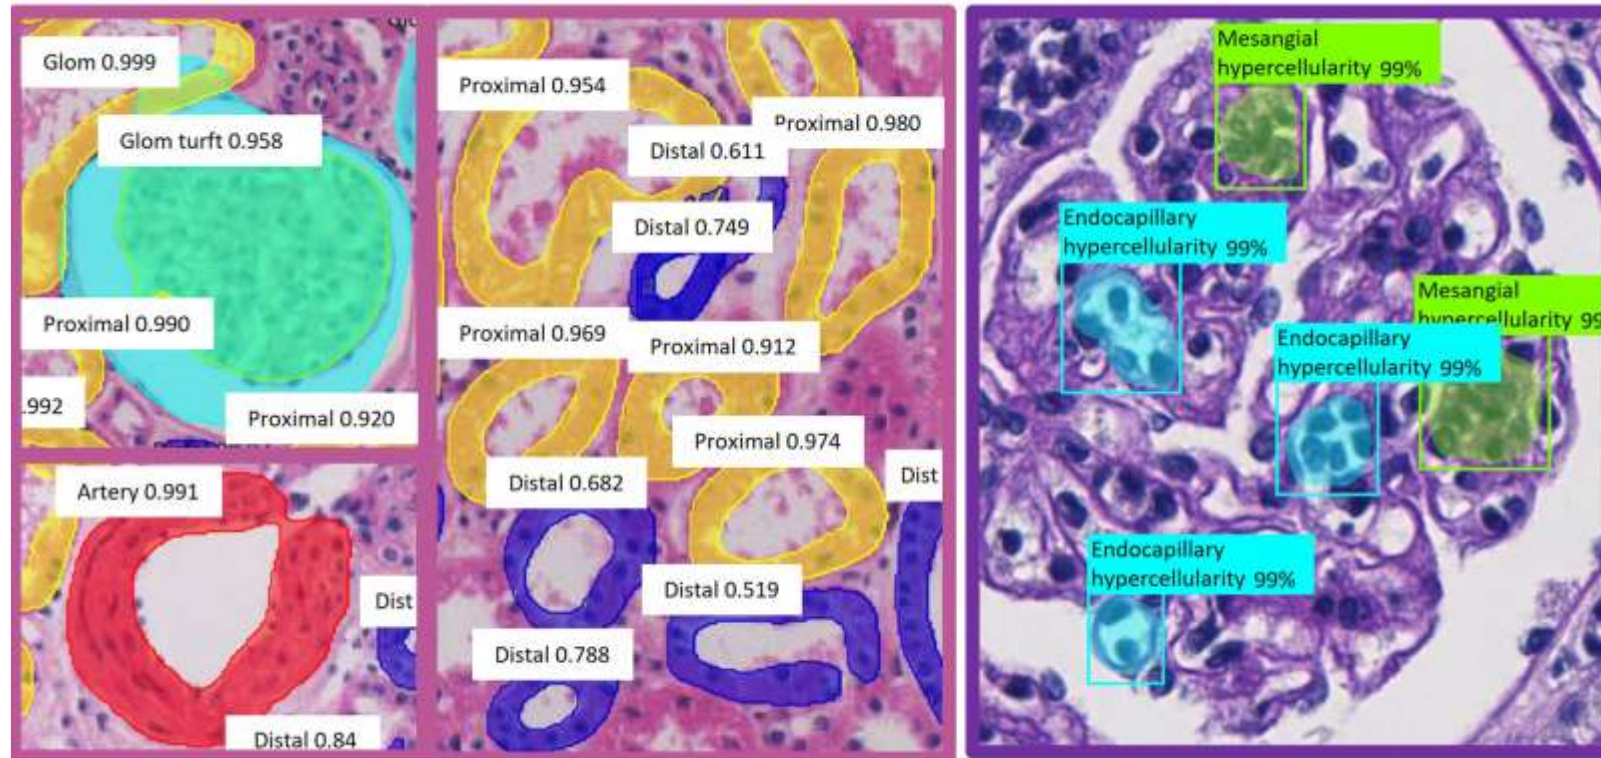 Glom 0.999
Glom turft 0.958
Proximal 0.990
.992
Proximal 0.920
Artery 0.991
Dist
Distal 0.84
Proximal 0.954
Proximal 0.980
Distal 0.611
Distal 0.749
Proximal 0.969
Proximal 0.912
Proximal 0.974
Distal 0.682
Dist
Distal 0.519
Distal 0.788
Mesangial
hypercellularity 99%
Endocapillary
hypercellularity 99%
Mesangial
hypercellularity 99
Endocapillary
hypercellularity 99%
Endocapillary
hypercellularity 99%